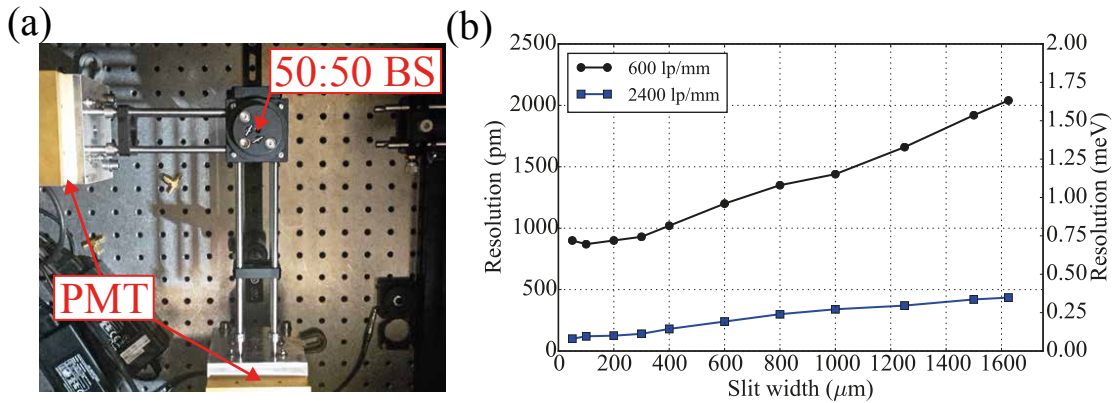 (a)
50:50 BS
PMT
(b)
600 lp/mm
2400 lp/mm
Resolution (pm)
2500
2000
1500
1000
500
0
Resolution (meV)
2.00
1.75
1.50
1.25
1.00
0.75
0.50
0.25
0.00
0 200 400 600 800 1000 1200 1400 1600
Slit width (μm)